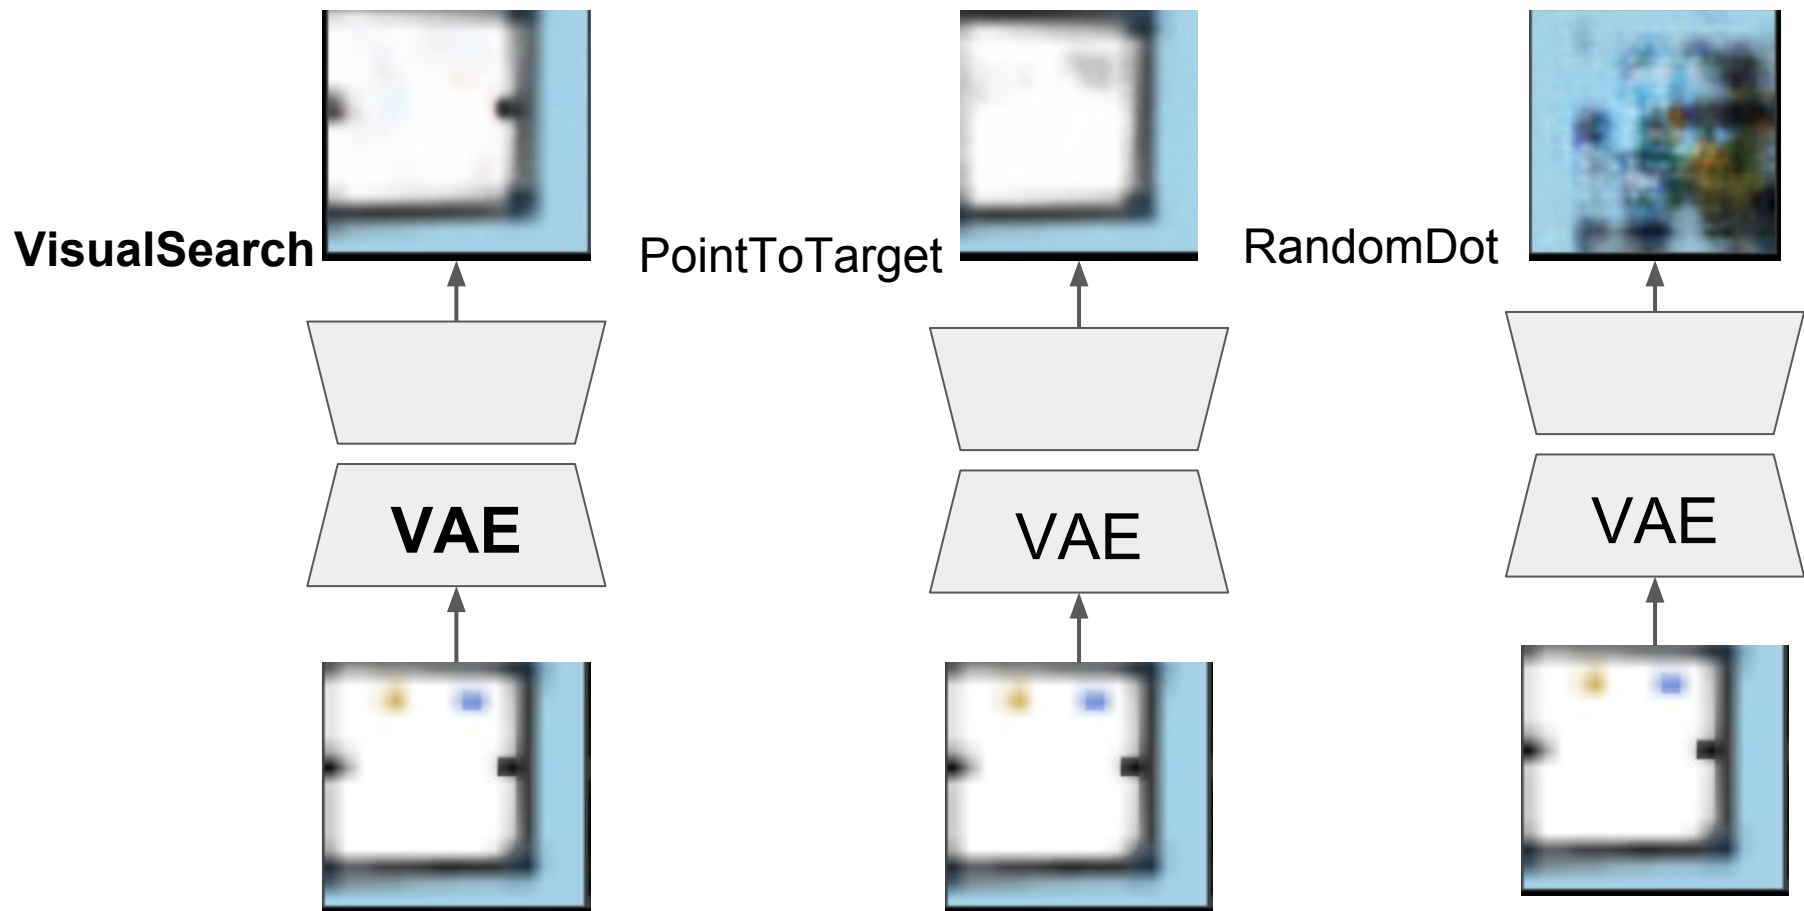 VisualSearch
PointToTarget
RandomDot
VAE
VAE
VAE